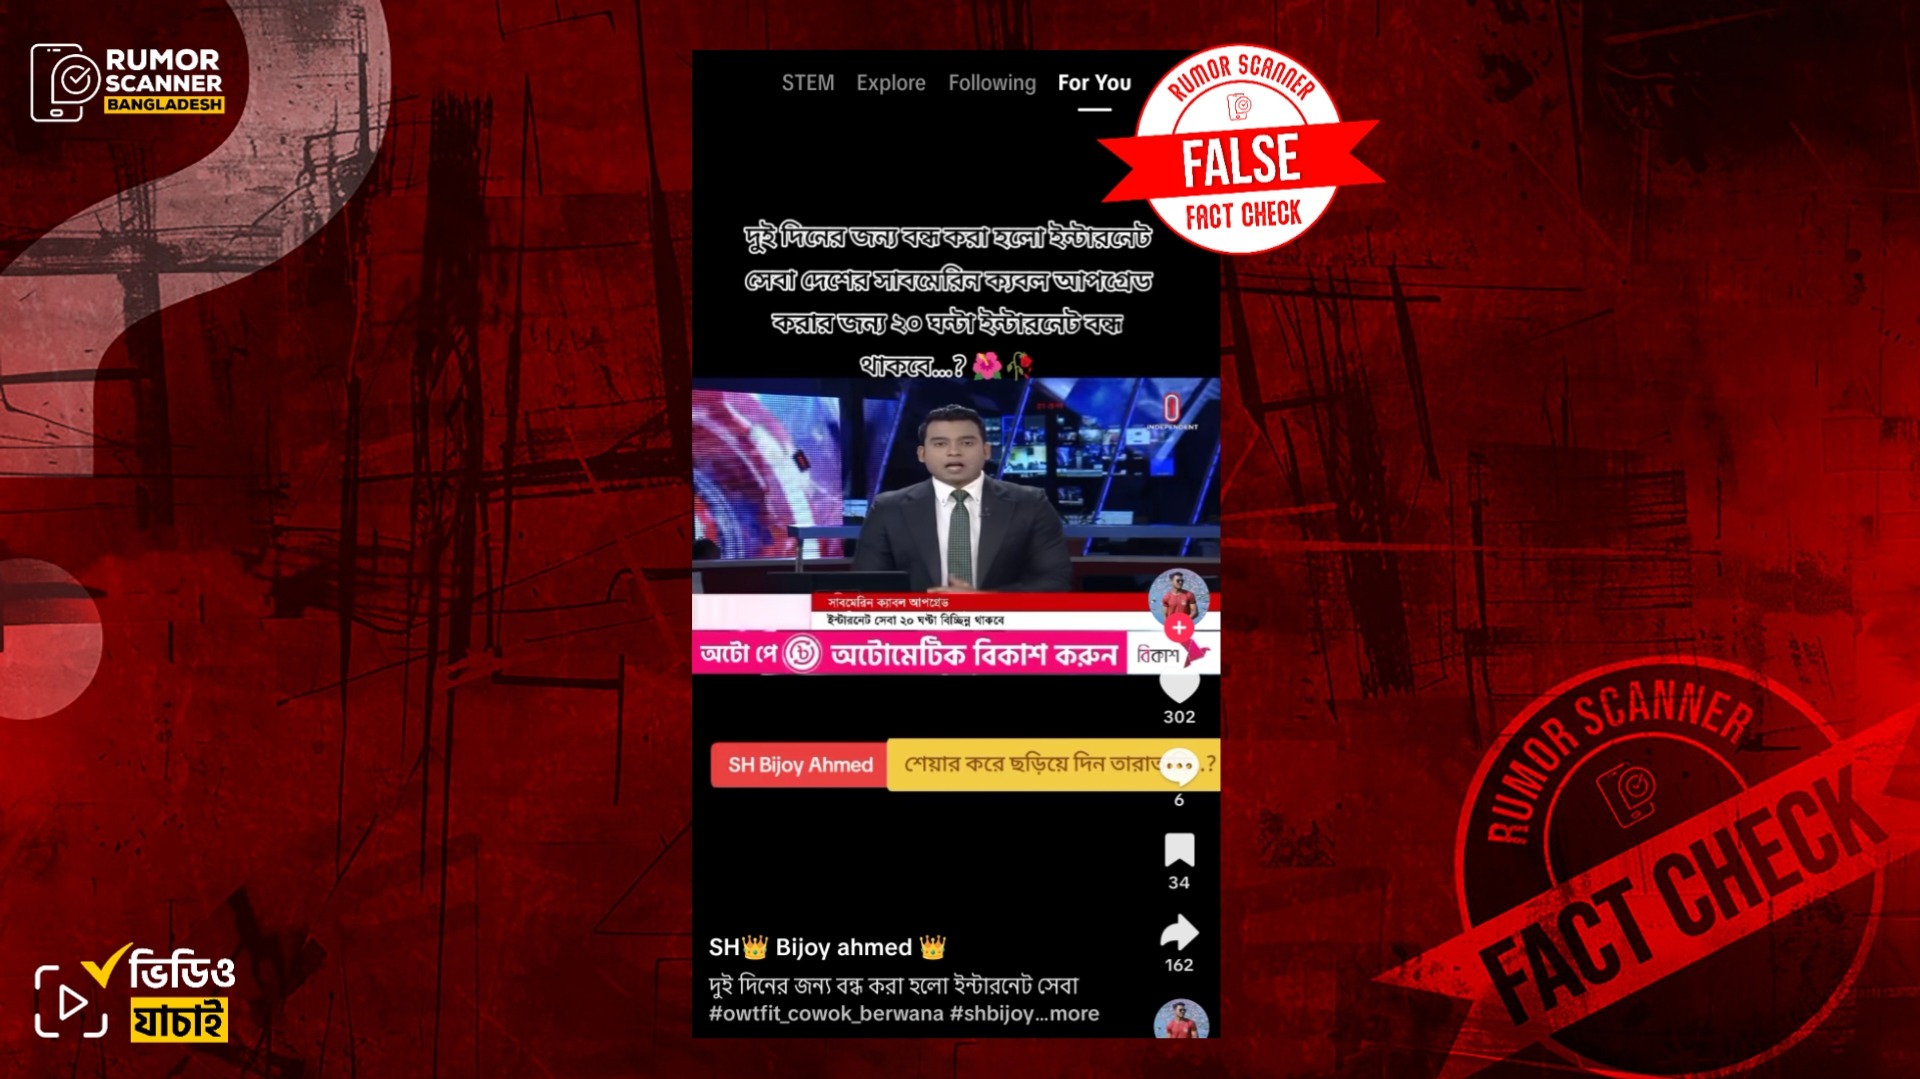 RUMOR
SCANNER
BANGLADESH
STEM Explore Following For You
RUMOR SCANNER
FALSE
FACT CHECK
দুই দিনের জন্য বন্ধ করা হলো ইন্টারনেট
সেবা দেশের সাবমেরিন ক্যবল আপগ্রেড
করার জন্য ২০ ঘন্টা ইন্টারনেট বন্ধ
থাকবে...? 🌺🥀
INDEPENDENT
সাবমেরিন ক্যাবল আপগ্রেড
ইন্টারনেট সেবা ২০ ঘণ্টা বিচ্ছিন্ন থাকবে
অটো পে অটোমেটিক বিকাশ করুন বিকাশ
302
SH Bijoy Ahmed শেয়ার করে ছড়িয়ে দিন .?
6
34
162
SH👑 Bijoy ahmed 👑
দুই দিনের জন্য বন্ধ করা হলো ইন্টারনেট সেবা
#owtfit_cowok_berwana #shbijoy...more
ভিডিও
যাচাই
RUMOR SCANNER
FACT CHECK